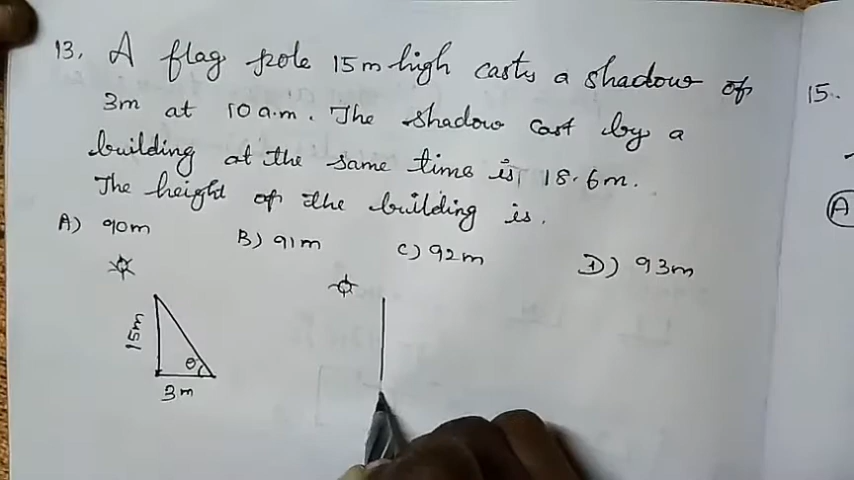 13. A flag pole 15m high casts a shadow of
3m at 10 a.m. The shadow cast by a
building at the same time is 18.6m.
The height of the building is.
A) 90m B) 91m C) 92m D) 93m
15m
θ
3m
15.
A